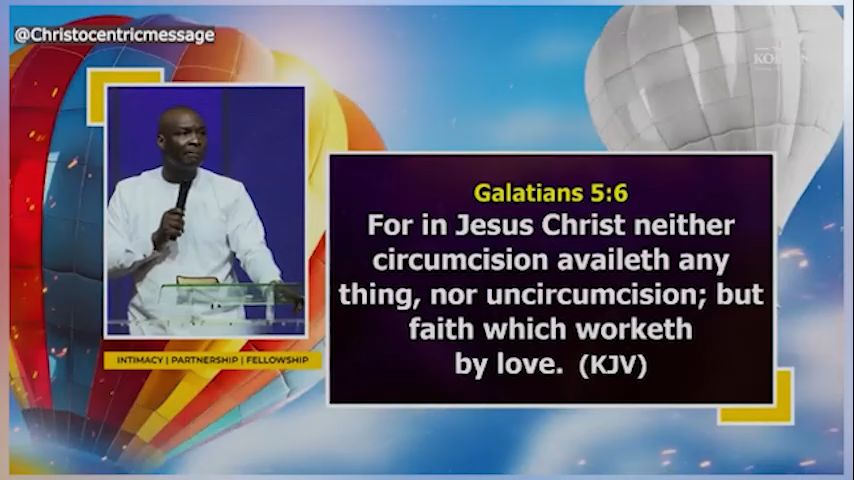 @Christocentricmessage
INTIMACY | PARTNERSHIP | FELLOWSHIP
Galatians 5:6
For in Jesus Christ neither
circumcision availeth any
thing, nor uncircumcision; but
faith which worketh
by love. (KJV)